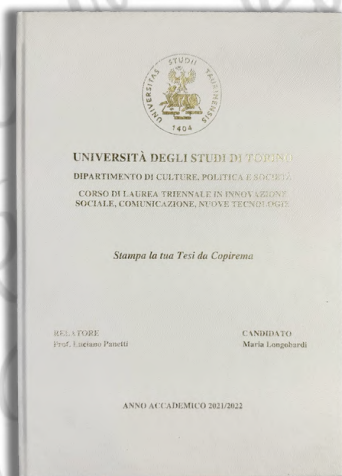 UNIVERSITAS STUDII TAURINENSIS
1404
UNIVERSITÀ DEGLI STUDI DI TORINO
DIPARTIMENTO DI CULTURE, POLITICA E SOCIETÀ
CORSO DI LAUREA TRIENNALE IN INNOVAZIONE
SOCIALE, COMUNICAZIONE, NUOVE TECNOLOGIE
Stampa la tua Tesi da Copirema
RELATORE
Prof. Luciano Panetti
CANDIDATO
Maria Longobardi
ANNO ACCADEMICO 2021/2022